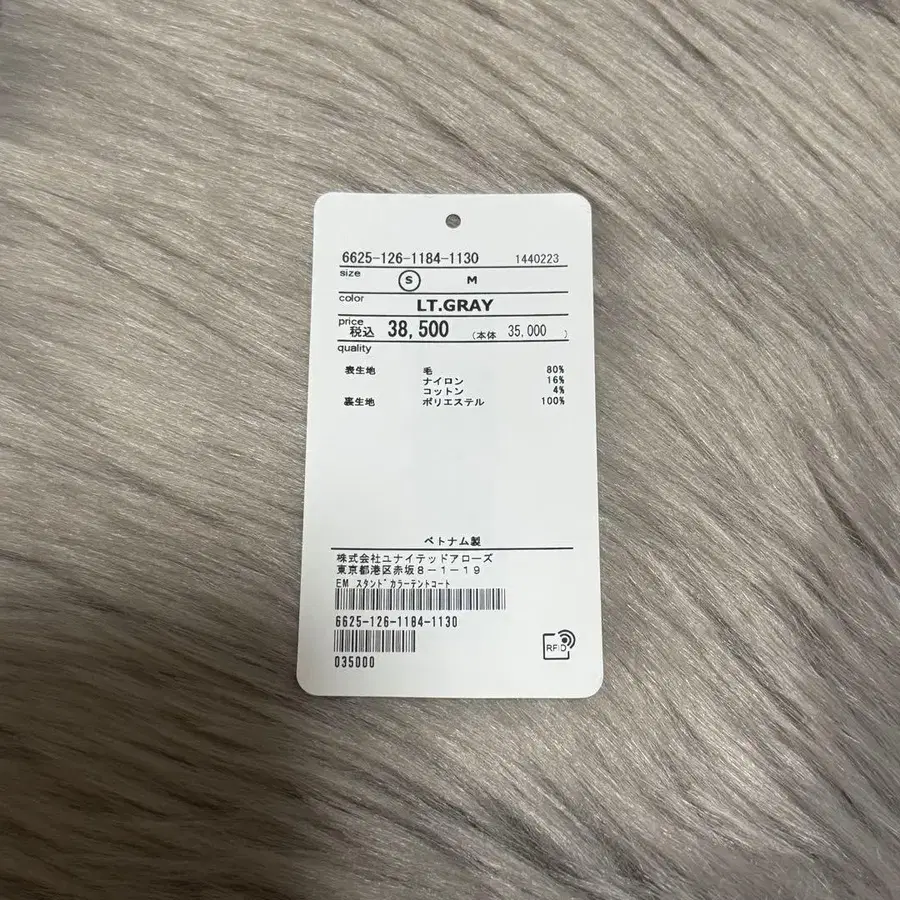 6625-126-1184-1130 1440223
size
S M
color
LT.GRAY
price
税込 38,500 (本体 35,000 )
quality
表生地 毛 80%
ナイロン 16%
コットン 4%
裏生地 ポリエステル 100%
ベトナム製
株式会社ユナイテッドアローズ
東京都港区赤坂8-1-19
EM スタンドカラーテントコート
6625-126-1184-1130
035000
RFID